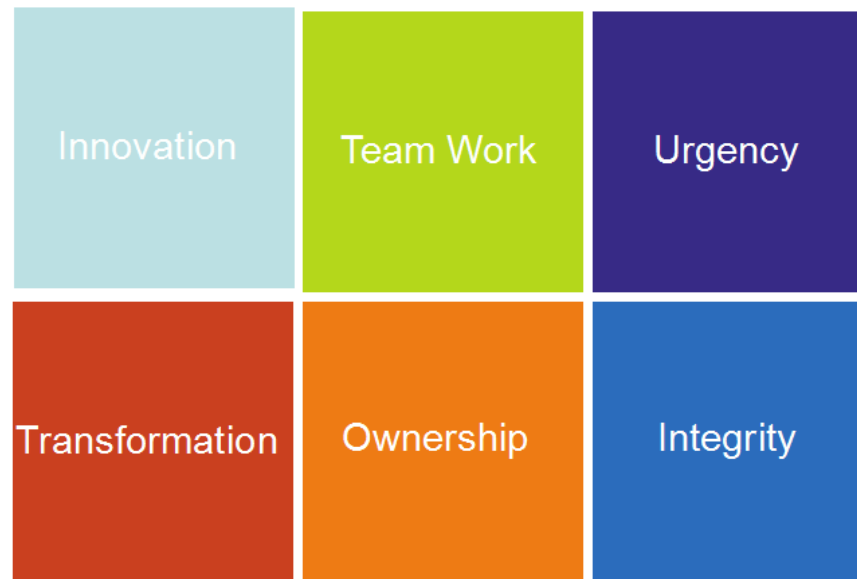 Innovation
Team Work
Urgency
Transformation
Ownership
Integrity